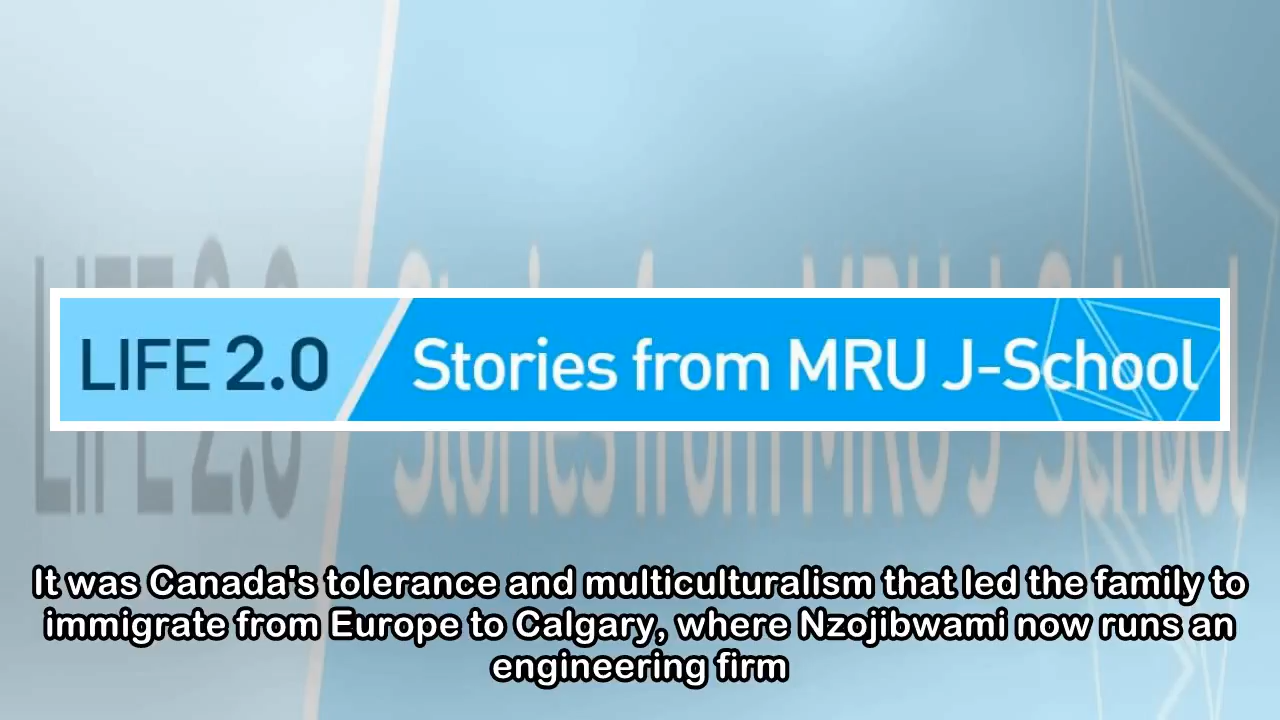 LIFE 2.0 Stories from MRU J-School
It was Canada's tolerance and multiculturalism that led the family to
immigrate from Europe to Calgary, where Nzojibwami now runs an
engineering firm